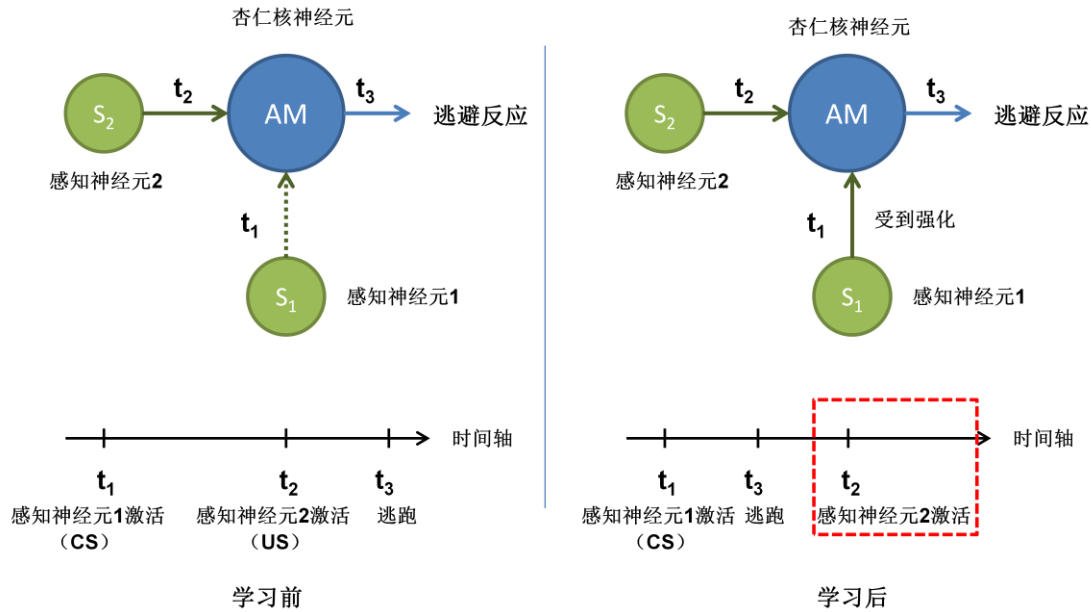 杏仁核神经元
S2
t2
AM
t3
逃避反应
感知神经元2
t1
S1
感知神经元1
时间轴
t1
t2
t3
感知神经元1激活
（CS）
感知神经元2激活
（US）
逃跑
学习前
杏仁核神经元
S2
t2
AM
t3
逃避反应
感知神经元2
t1
受到强化
S1
感知神经元1
时间轴
t1
t3
t2
感知神经元1激活
（CS）
逃跑
感知神经元2激活
学习后